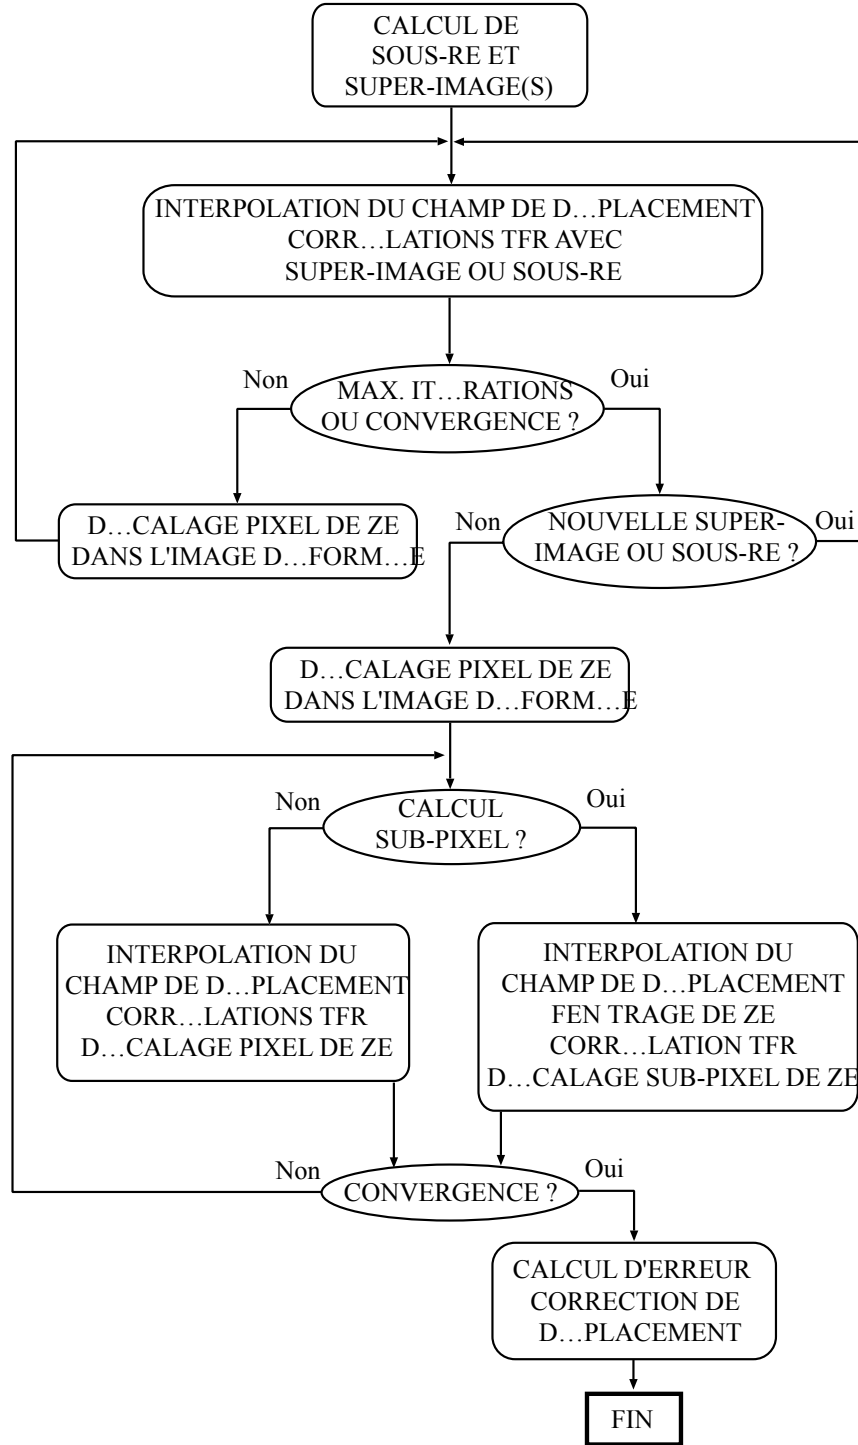 CALCUL DE
SOUS-RE ET
SUPER-IMAGE(S)
INTERPOLATION DU CHAMP DE D…PLACEMENT
CORR…LATIONS TFR AVEC
SUPER-IMAGE OU SOUS-RE
Non
MAX. IT…RATIONS
OU CONVERGENCE ?
Oui
D…CALAGE PIXEL DE ZE
DANS L'IMAGE D…FORM…E
Non
NOUVELLE SUPER-
IMAGE OU SOUS-RE ?
Oui
D…CALAGE PIXEL DE ZE
DANS L'IMAGE D…FORM…E
Non
CALCUL
SUB-PIXEL ?
Oui
INTERPOLATION DU
CHAMP DE D…PLACEMENT
CORR…LATIONS TFR
D…CALAGE PIXEL DE ZE
INTERPOLATION DU
CHAMP DE D…PLACEMENT
FEN TRAGE DE ZE
CORR…LATION TFR
D…CALAGE SUB-PIXEL DE ZE
Non
CONVERGENCE ?
Oui
CALCUL D'ERREUR
CORRECTION DE
D…PLACEMENT
FIN